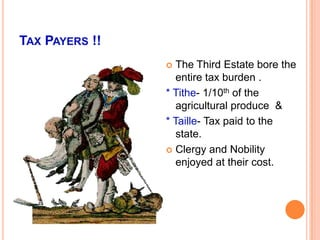 TAX PAYERS !!
The Third Estate bore the
entire tax burden .
* Tithe- 1/10th of the
agricultural produce &
* Taille- Tax paid to the
state.
Clergy and Nobility
enjoyed at their cost.